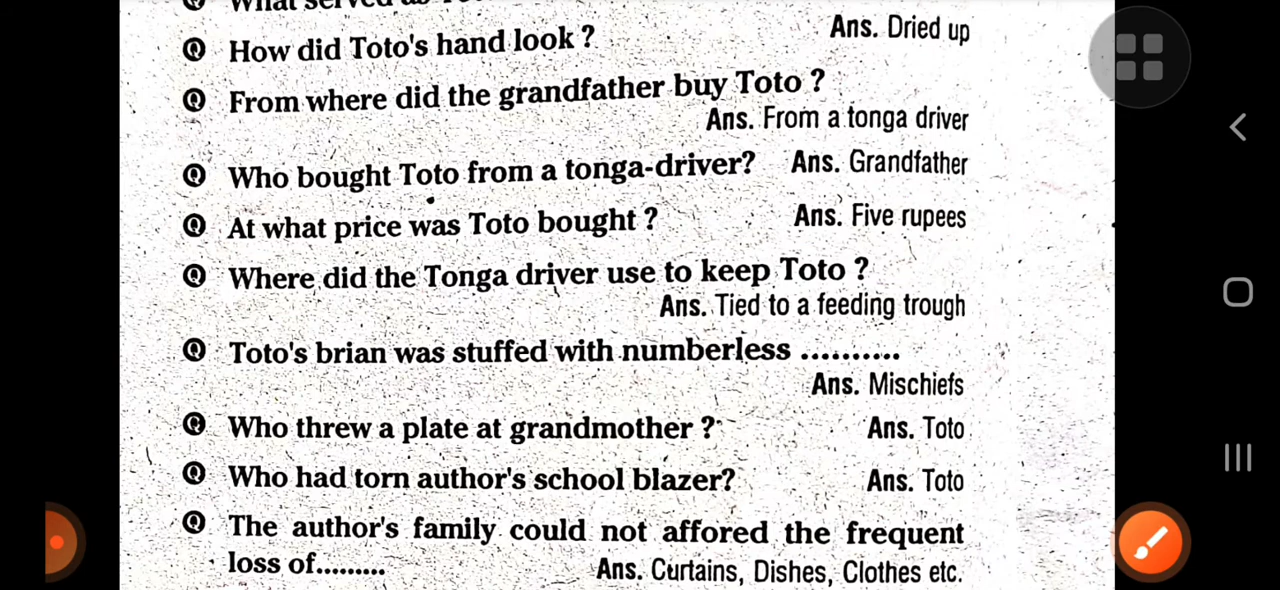 Q How did Toto's hand look ? Ans. Dried up
Q From where did the grandfather buy Toto ?
Ans. From a tonga driver
Q Who bought Toto from a tonga-driver? Ans. Grandfather
Q At what price was Toto bought ? Ans. Five rupees
Q Where did the Tonga driver use to keep Toto ?
Ans. Tied to a feeding trough
Q Toto's brian was stuffed with numberless ..........
Ans. Mischiefs
Q Who threw a plate at grandmother ? Ans. Toto
Q Who had torn author's school blazer? Ans. Toto
Q The author's family could not affored the frequent
loss of......... Ans. Curtains, Dishes, Clothes etc.